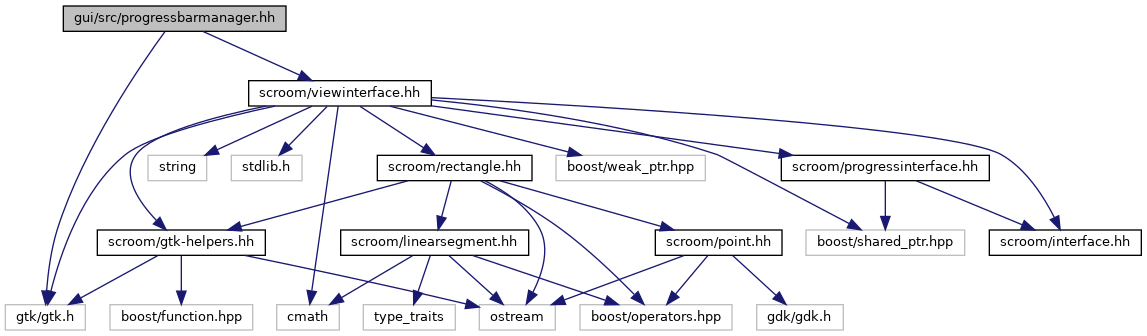 gui/src/progressbarmanager.hh
scroom/viewinterface.hh
string
stdlib.h
scroom/rectangle.hh
boost/weak_ptr.hpp
scroom/progressinterface.hh
scroom/gtk-helpers.hh
scroom/linearsegment.hh
scroom/point.hh
boost/shared_ptr.hpp
scroom/interface.hh
gtk/gtk.h
boost/function.hpp
cmath
type_traits
ostream
boost/operators.hpp
gdk/gdk.h